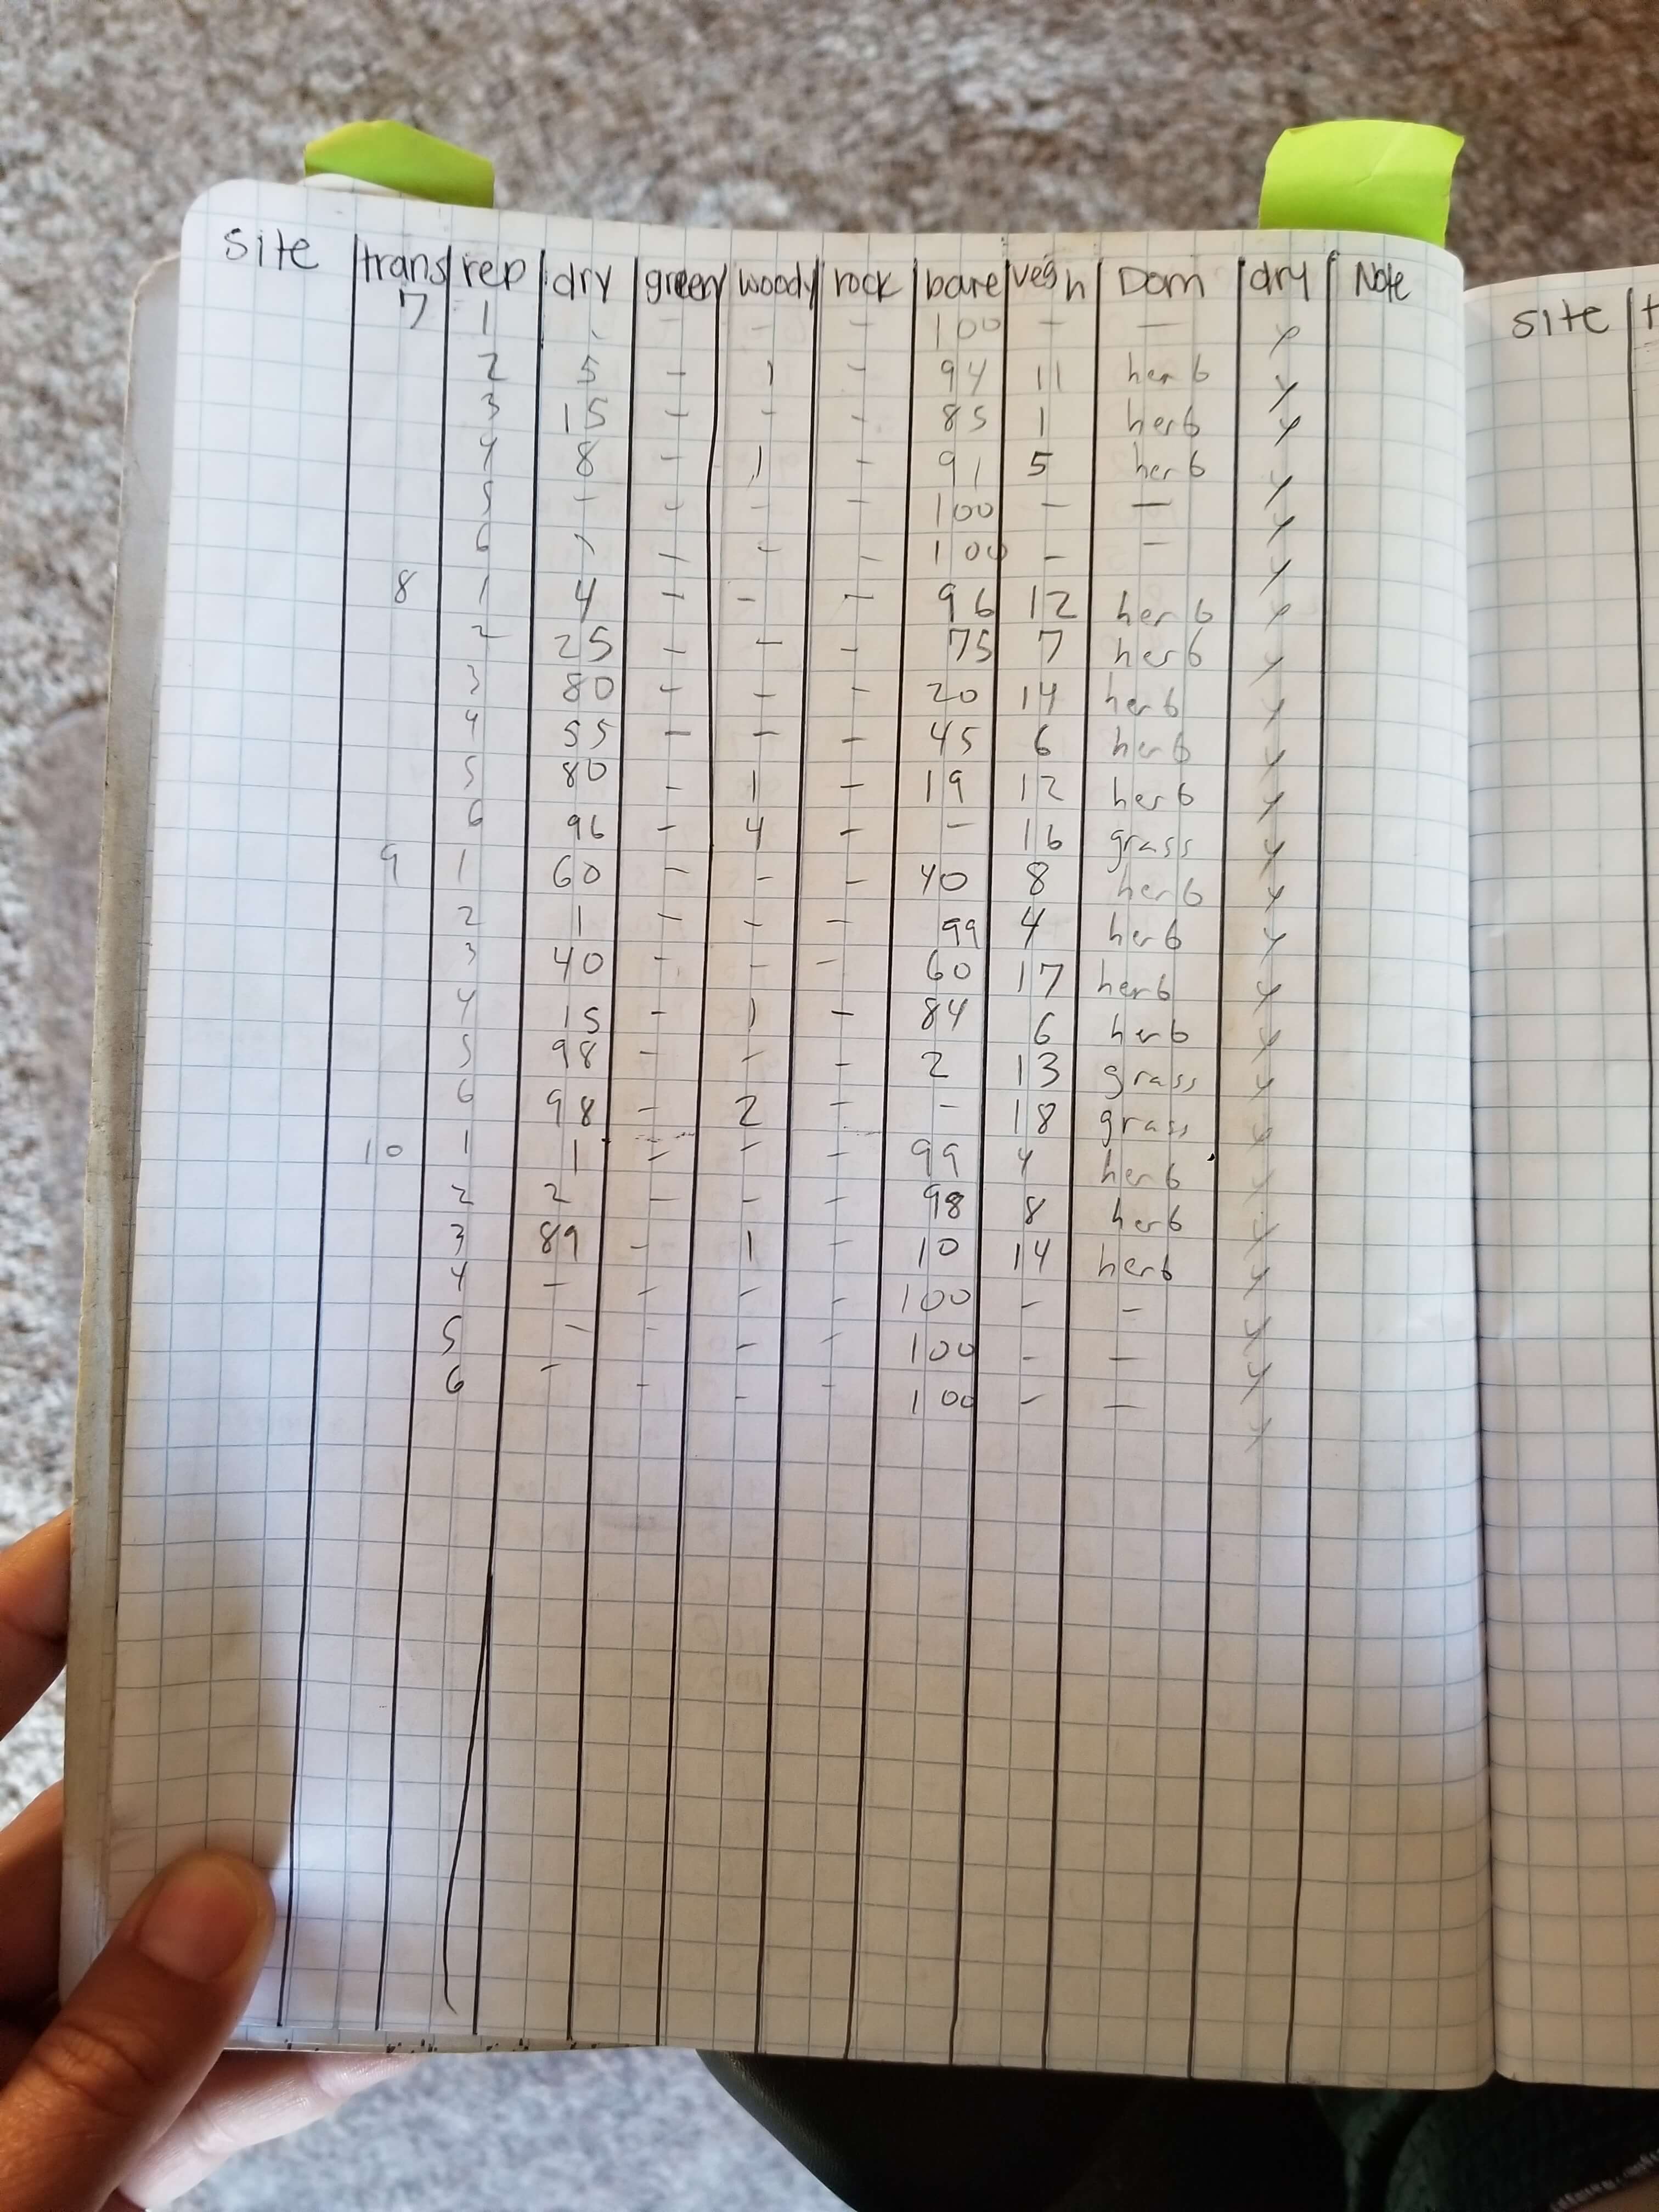 site trans rep dry green woody rock bare veg h Dom dry Note
7 1 - - - - 100 - — y
2 5 - 1 - 94 11 herb y
3 15 - - - 85 1 herb y
4 8 - 1 - 91 5 herb y
5 - - - - 100 - — y
6 - - - - 100 - - y
8 1 4 - - - 96 12 herb y
2 25 - - - 75 7 herb y
3 80 - - - 20 14 herb y
4 55 - - - 45 6 herb y
5 80 - 1 - 19 12 herb y
6 96 - 4 - - 16 grass y
9 1 60 - - - 40 8 herb y
2 1 - - - 99 4 herb y
3 40 - - - 60 17 herb y
4 15 - 1 - 84 6 herb y
5 98 - - - 2 13 grass y
6 98 - 2 - - 18 grass y
10 1 1 - - - 99 4 herb y
2 2 - - - 98 8 herb y
3 89 - 1 - 10 14 herb y
4 - - - - 100 - - y
5 - - - - 100 - — y
6 - - - - 100 - — y
site t